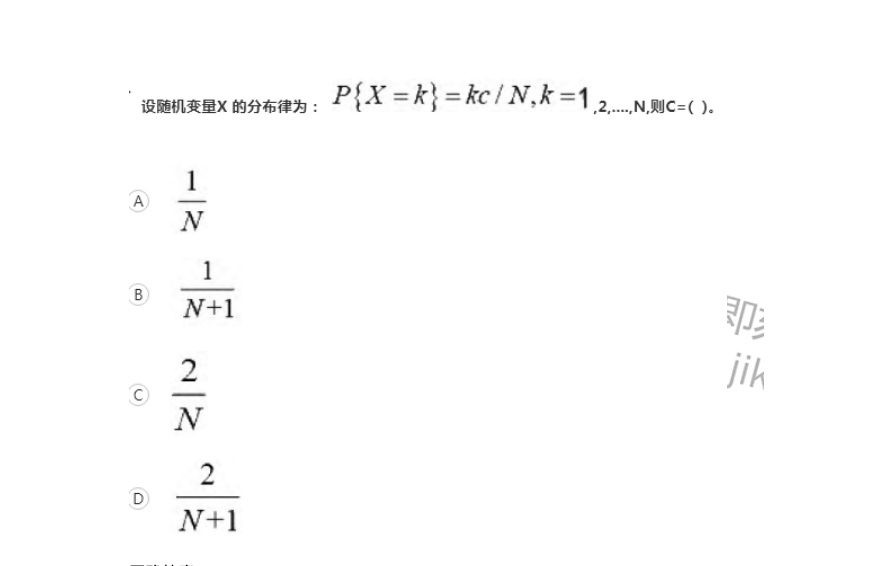 设随机变量X 的分布律为： P{X = k} = kc / N, k = 1 ,2,....,N,则C=( )。
A 1/N
B 1/(N+1)
C 2/N
D 2/(N+1)
jik